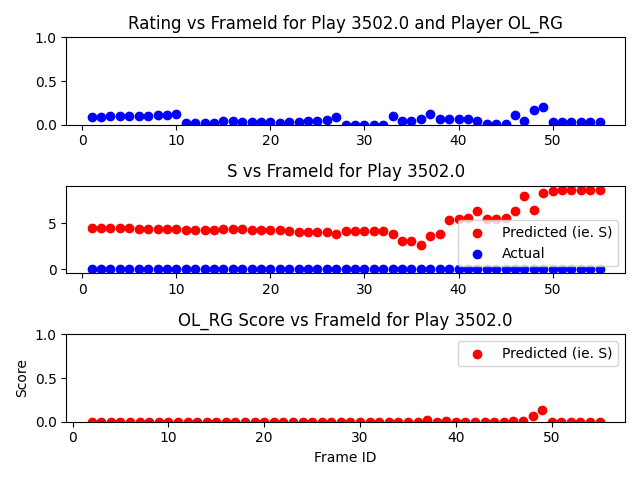 Rating vs FrameId for Play 3502.0 and Player OL_RG
1.0
0.5
0.0
0 10 20 30 40 50
S vs FrameId for Play 3502.0
5
0
Predicted (ie. S)
Actual
0 10 20 30 40 50
OL_RG Score vs FrameId for Play 3502.0
1.0
0.5
0.0
Score
Predicted (ie. S)
0 10 20 30 40 50
Frame ID